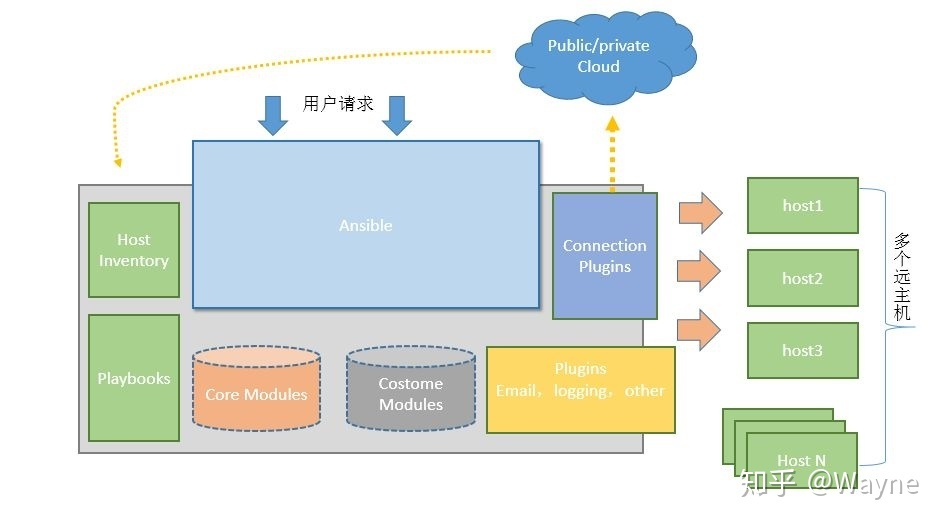 Public/private
Cloud
用户请求
Ansible
Host
Inventory
Connection
Plugins
host1
host2
host3
Host N
多个远主机
Playbooks
Core Modules
Costome
Modules
Plugins
Email，logging，other
知乎 @Wayne